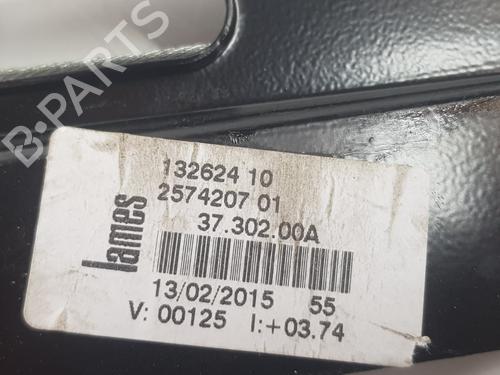 B-PARTS
132624 10
2574207 01
37.302.00A
Lames
13/02/2015 55
V: 00125 I:+03.74